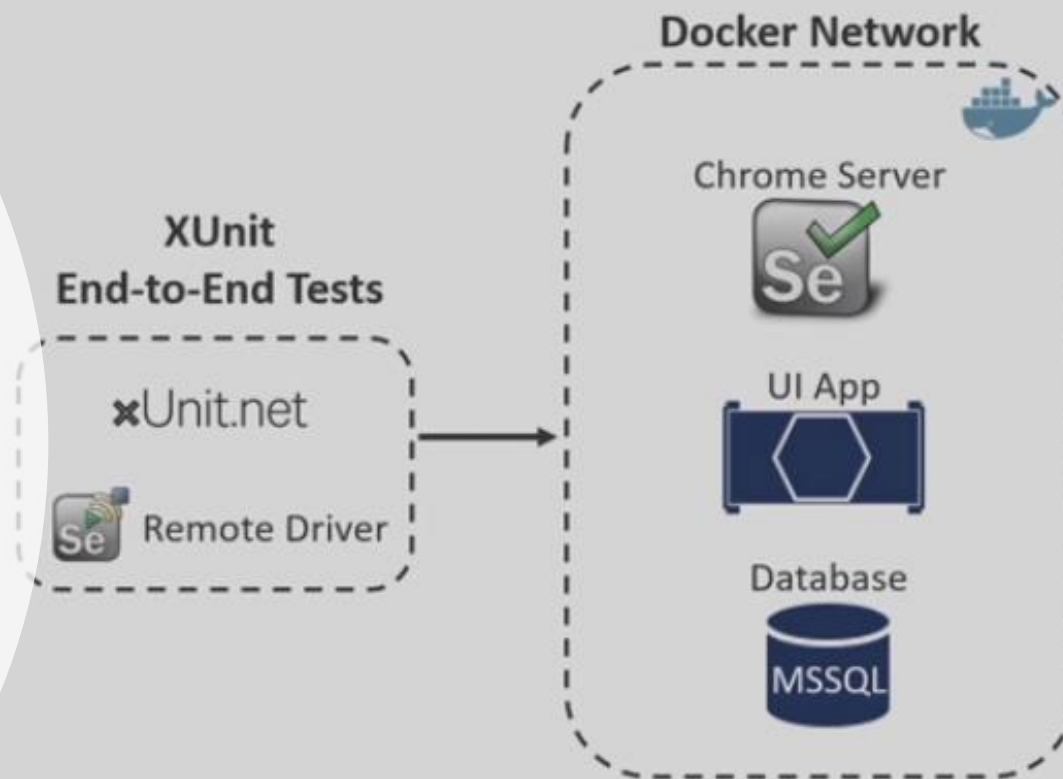 Docker Network
Chrome Server
Se
XUnit
End-to-End Tests
xUnit.net
UI App
Se
Remote Driver
Database
MSSQL